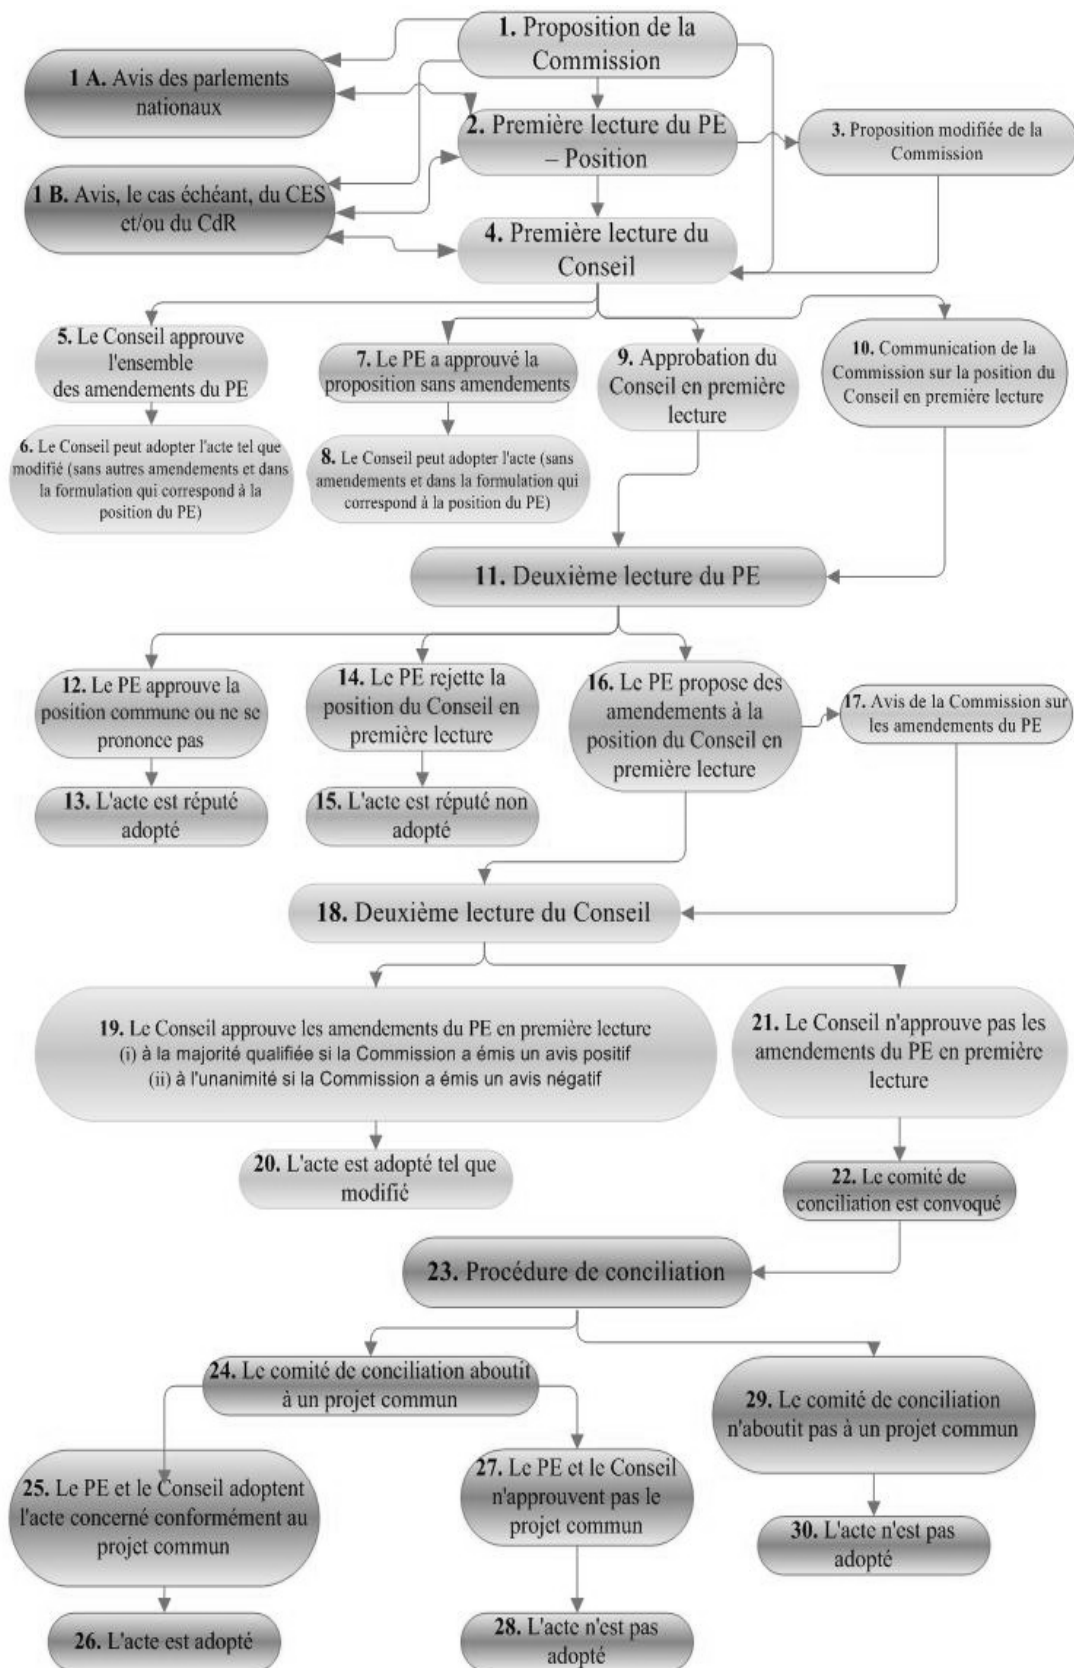 1. Proposition de la
Commission
1 A. Avis des parlements
nationaux
2. Première lecture du PE
– Position
3. Proposition modifiée de la
Commission
1 B. Avis, le cas échéant, du CES
et/ou du CdR
4. Première lecture du
Conseil
5. Le Conseil approuve
l'ensemble
des amendements du PE
7. Le PE a approuvé la
proposition sans amendements
9. Approbation du
Conseil en première
lecture
10. Communication de la
Commission sur la position du
Conseil en première lecture
6. Le Conseil peut adopter l'acte tel que
modifié (sans autres amendements et dans
la formulation qui correspond à la
position du PE)
8. Le Conseil peut adopter l'acte (sans
amendements et dans la formulation qui
correspond à la position du PE)
11. Deuxième lecture du PE
12. Le PE approuve la
position commune ou ne se
prononce pas
14. Le PE rejette la
position du Conseil en
première lecture
16. Le PE propose des
amendements à la
position du Conseil en
première lecture
17. Avis de la Commission sur
les amendements du PE
13. L'acte est réputé
adopté
15. L'acte est réputé non
adopté
18. Deuxième lecture du Conseil
19. Le Conseil approuve les amendements du PE en première lecture
(i) à la majorité qualifiée si la Commission a émis un avis positif
(ii) à l'unanimité si la Commission a émis un avis négatif
21. Le Conseil n'approuve pas les
amendements du PE en première
lecture
20. L'acte est adopté tel que
modifié
22. Le comité de
conciliation est convoqué
23. Procédure de conciliation
24. Le comité de conciliation aboutit
à un projet commun
29. Le comité de conciliation
n'aboutit pas à un projet commun
25. Le PE et le Conseil adoptent
l'acte concerné conformément au
projet commun
27. Le PE et le Conseil
n'approuvent pas le
projet commun
30. L'acte n'est pas
adopté
26. L'acte est adopté
28. L'acte n'est pas
adopté